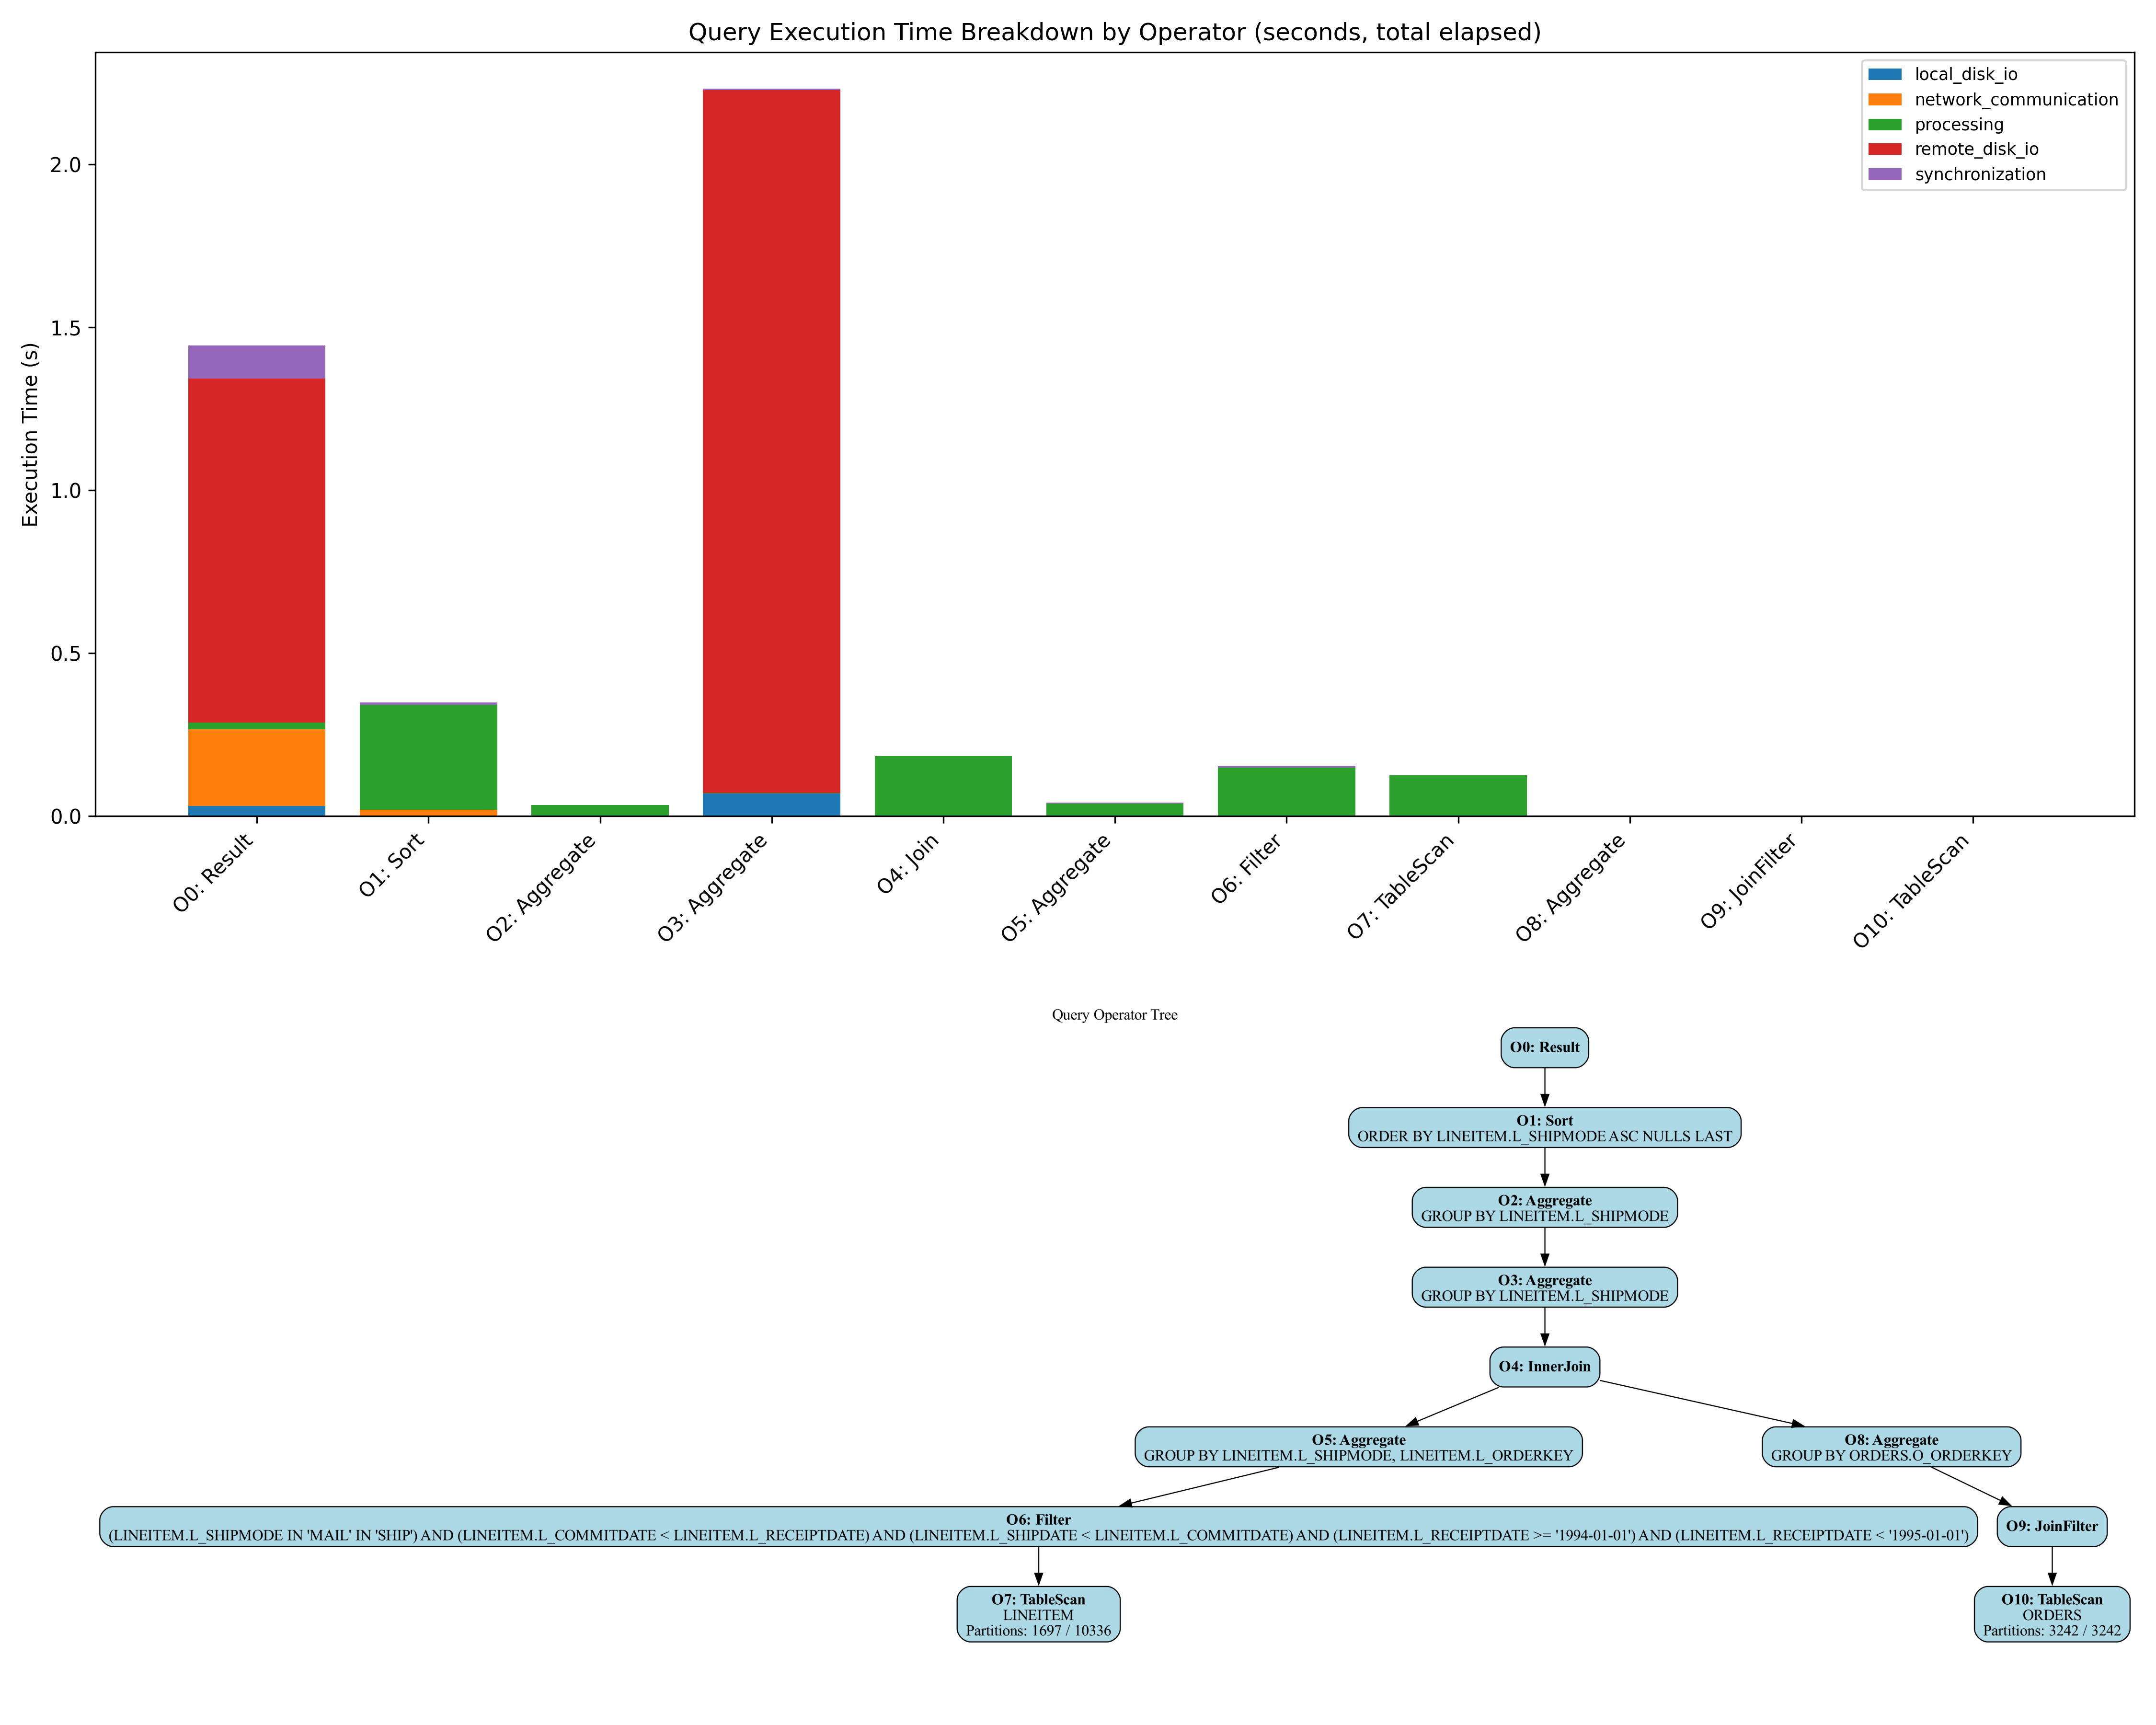 Query Execution Time Breakdown by Operator (seconds, total elapsed)
local_disk_io
network_communication
processing
remote_disk_io
synchronization
Execution Time (s)
2.0
1.5
1.0
0.5
0.0
O0: Result
O1: Sort
O2: Aggregate
O3: Aggregate
O4: Join
O5: Aggregate
O6: Filter
O7: TableScan
O8: Aggregate
O9: JoinFilter
O10: TableScan
Query Operator Tree
O0: Result
O1: Sort
ORDER BY LINEITEM.L_SHIPMODE ASC NULLS LAST
O2: Aggregate
GROUP BY LINEITEM.L_SHIPMODE
O3: Aggregate
GROUP BY LINEITEM.L_SHIPMODE
O4: InnerJoin
O5: Aggregate
GROUP BY LINEITEM.L_SHIPMODE, LINEITEM.L_ORDERKEY
O8: Aggregate
GROUP BY ORDERS.O_ORDERKEY
O6: Filter
(LINEITEM.L_SHIPMODE IN 'MAIL' IN 'SHIP') AND (LINEITEM.L_COMMITDATE < LINEITEM.L_RECEIPTDATE) AND (LINEITEM.L_SHIPDATE < LINEITEM.L_COMMITDATE) AND (LINEITEM.L_RECEIPTDATE >= '1994-01-01') AND (LINEITEM.L_RECEIPTDATE < '1995-01-01')
O9: JoinFilter
O7: TableScan
LINEITEM
Partitions: 1697 / 10336
O10: TableScan
ORDERS
Partitions: 3242 / 3242